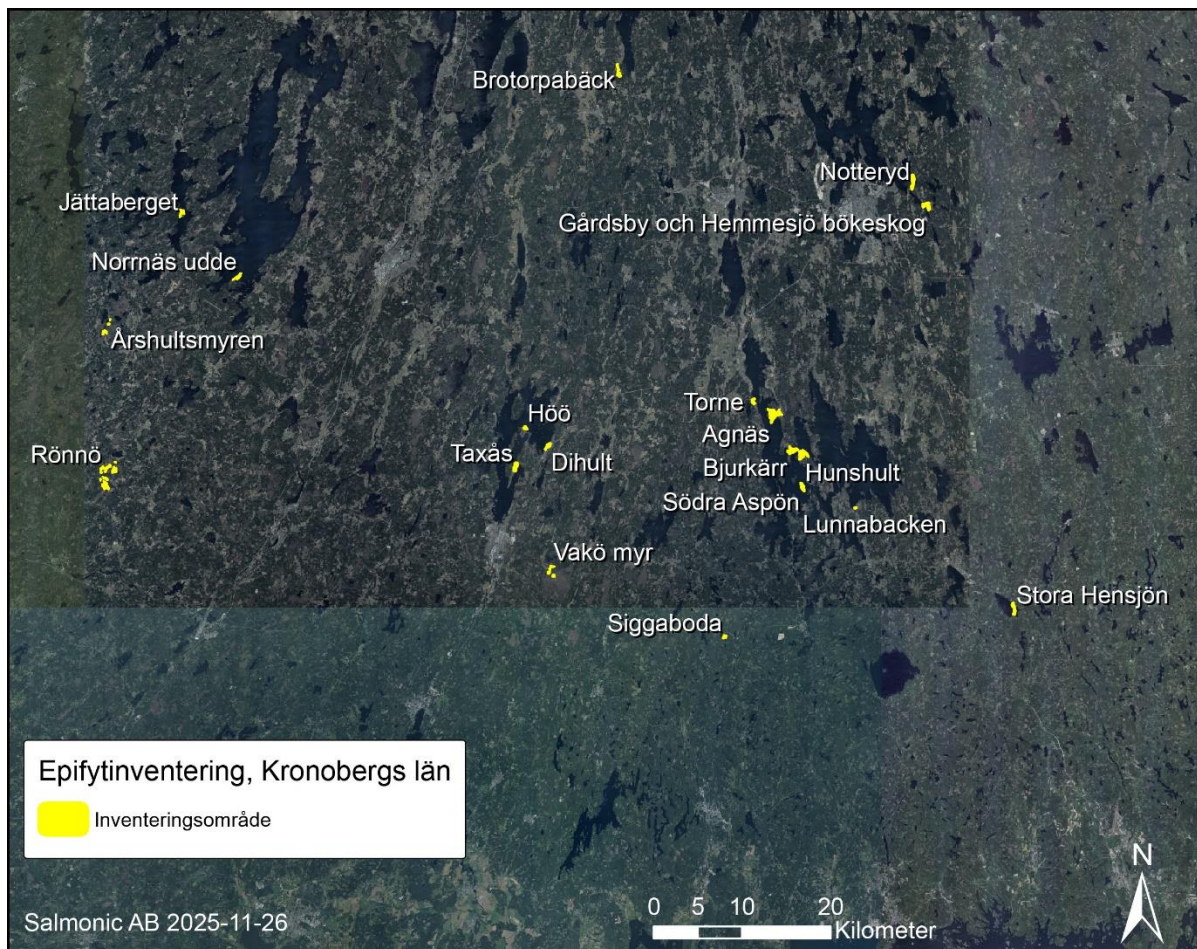 Brotorpabäck
Notteryd
Jättaberget
Gårdsby och Hemmesjö bökeskog
Norrnäs udde
Årshultsmyren
Torne
Höö
Agnäs
Rönnö
Taxås
Dihult
Bjurkärr
Hunshult
Södra Aspön
Lunnabacken
Vakö myr
Stora Hensjön
Siggaboda
Epifytinventering, Kronobergs län
Inventeringsområde
N
0 5 10 20
Kilometer
Salmonic AB 2025-11-26